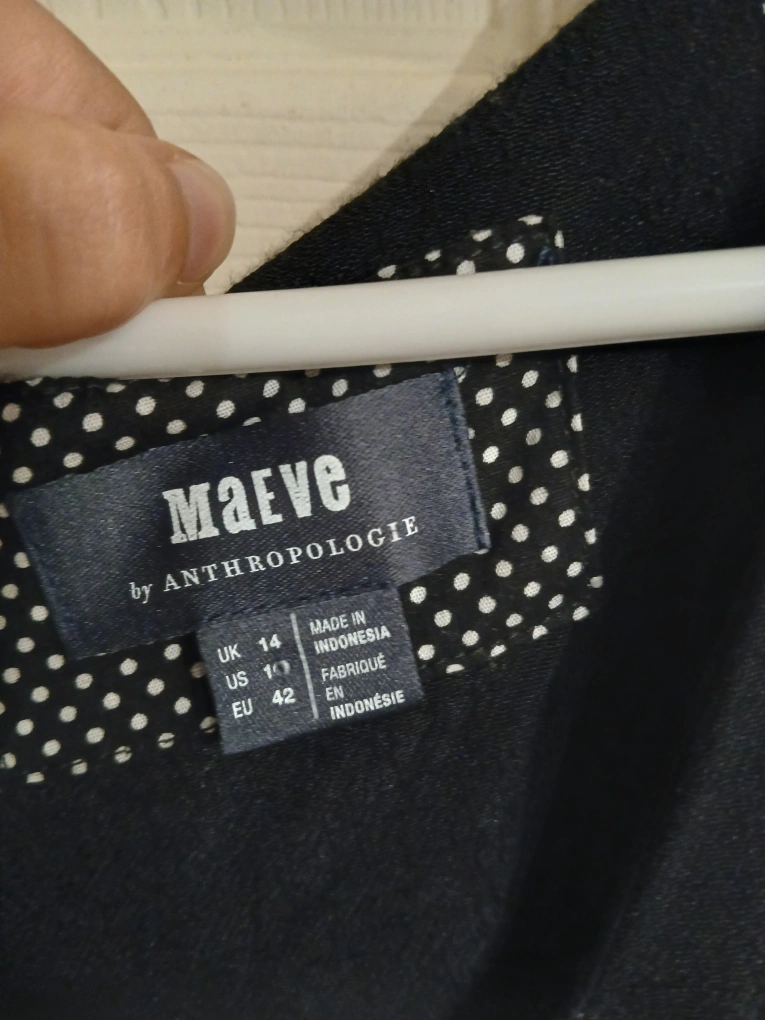 MaEVe
by ANTHROPOLOGIE
UK 14
US 10
EU 42
MADE IN
INDONESIA
FABRIQUÉ
EN
INDONÉSIE